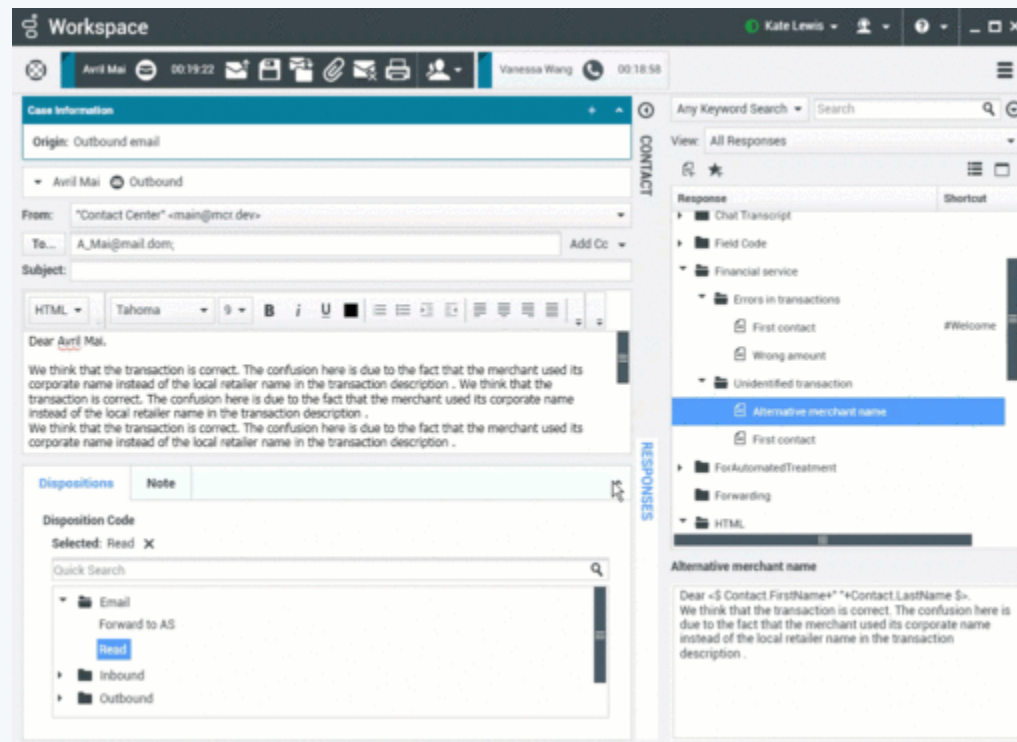 Workspace
Kate Lewis
Avril Mai 00:19:22
Vanessa Wang 00:18:58
Case Information
Origin: Outbound email
Avril Mai Outbound
From: "Contact Center" <main@mcr.dev>
To... A_Mai@mail.dom; Add Cc
Subject:
HTML Tahoma 9 B i U
Dear Avril Mai.
We think that the transaction is correct. The confusion here is due to the fact that the merchant used its
corporate name instead of the local retailer name in the transaction description . We think that the
transaction is correct. The confusion here is due to the fact that the merchant used its corporate name
instead of the local retailer name in the transaction description .
We think that the transaction is correct. The confusion here is due to the fact that the merchant used its
corporate name instead of the local retailer name in the transaction description .
Dispositions Note
Disposition Code
Selected: Read X
Quick Search
Email
Forward to AS
Read
Inbound
Outbound
CONTACT
RESPONSES
Any Keyword Search Search
View: All Responses
Response Shortcut
Chat Transcript
Field Code
Financial service
Errors in transactions
First contact #Welcome
Wrong amount
Unidentified transaction
Alternative merchant name
First contact
ForAutomatedTreatment
Forwarding
HTML
Alternative merchant name
Dear <$ Contact.FirstName+" "+Contact.LastName $>.
We think that the transaction is correct. The confusion here is
due to the fact that the merchant used its corporate name
instead of the local retailer name in the transaction
description .